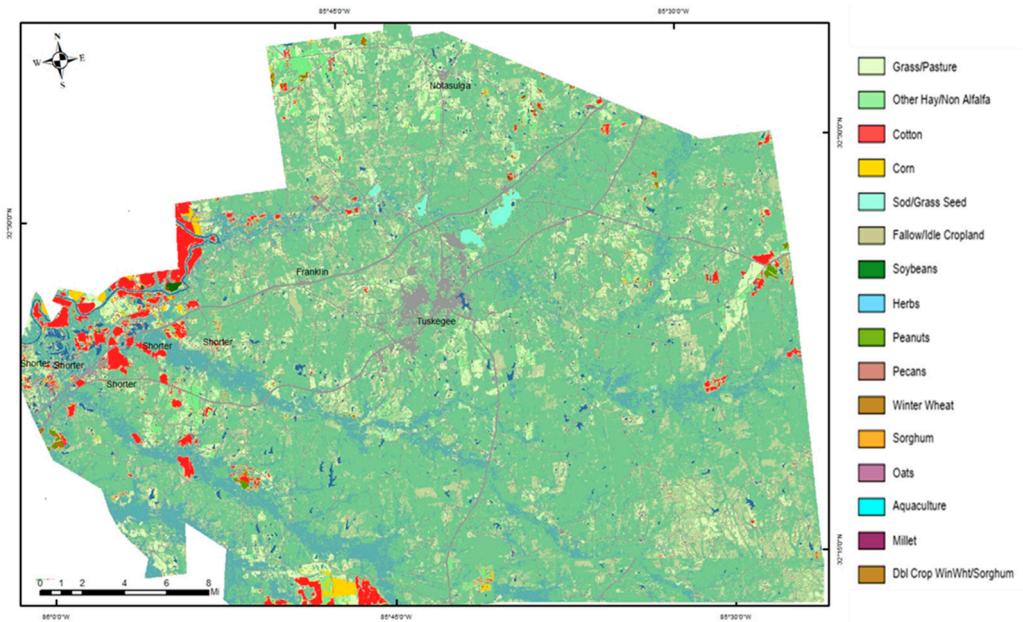 85°45'0"W
85°30'0"W
N
W E
S
Notasulga
Grass/Pasture
Other Hay/Non Alfalfa
32°30'0"N
Cotton
Corn
Sod/Grass Seed
32°30'0"N
Fallow/Idle Cropland
Soybeans
Franklin
Herbs
Tuskegee
Peanuts
Shorter
Shorter
Shorter
Shorter
Pecans
Shorter
Winter Wheat
Sorghum
Oats
Aquaculture
32°15'0"N
Millet
Dbl Crop WinWht/Sorghum
0 1 2 4 6 8
Mi
85°45'0"W
85°30'0"W